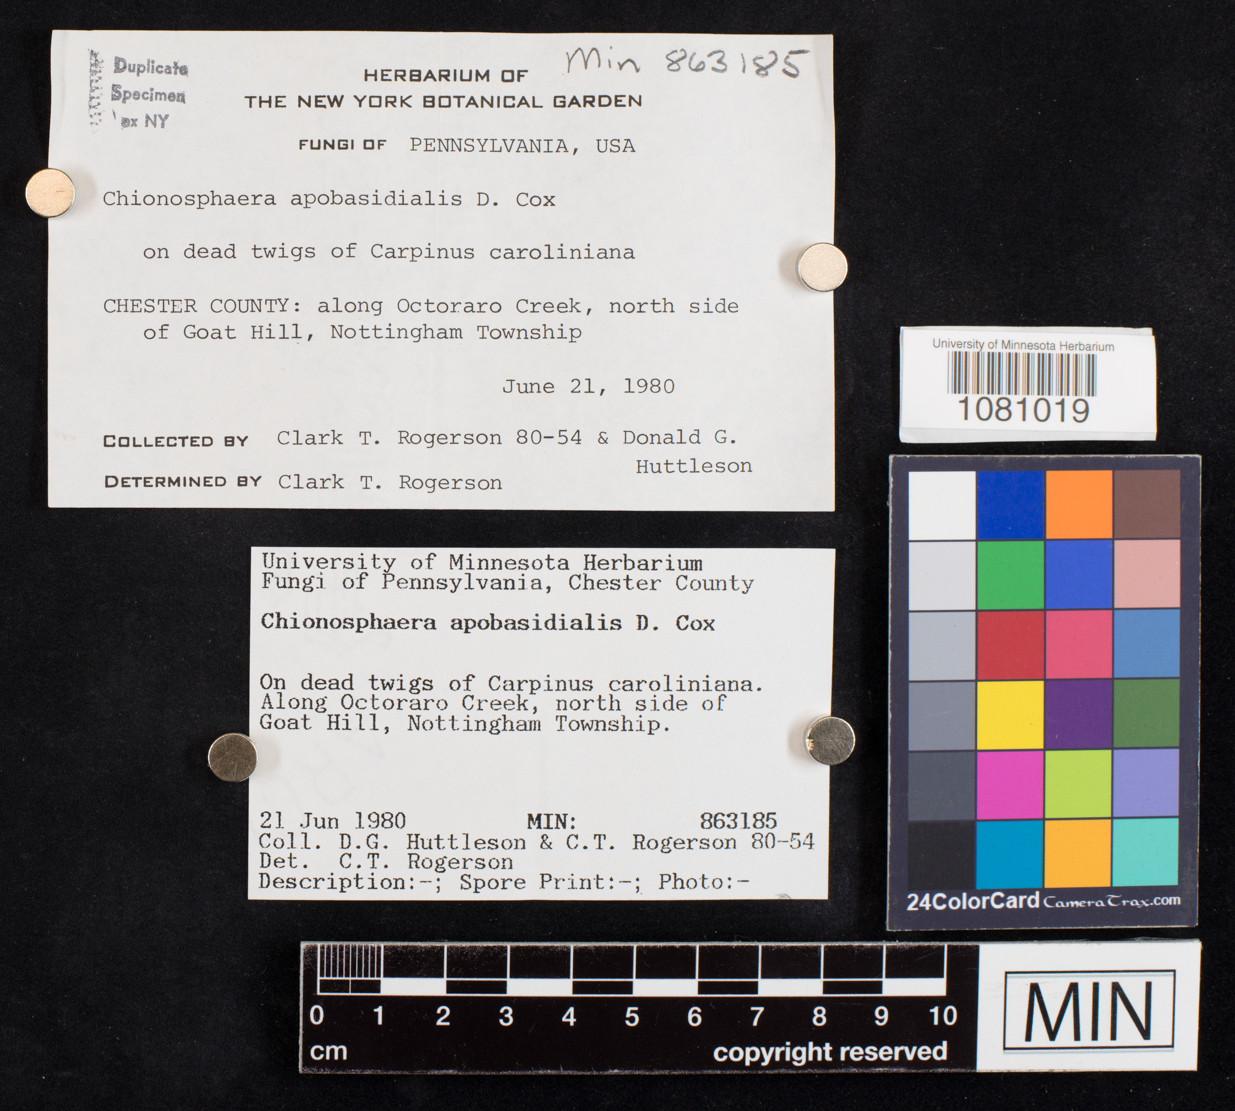 Duplicate
Specimen
ex NY
Min 863185
HERBARIUM OF
THE NEW YORK BOTANICAL GARDEN
FUNGI OF PENNSYLVANIA, USA
Chionosphaera apobasidialis D. Cox
on dead twigs of Carpinus caroliniana
CHESTER COUNTY: along Octoraro Creek, north side
of Goat Hill, Nottingham Township
June 21, 1980
COLLECTED BY Clark T. Rogerson 80-54 & Donald G.
Huttleson
DETERMINED BY Clark T. Rogerson
University of Minnesota Herbarium
1081019
University of Minnesota Herbarium
Fungi of Pennsylvania, Chester County
Chionosphaera apobasidialis D. Cox
On dead twigs of Carpinus caroliniana.
Along Octoraro Creek, north side of
Goat Hill, Nottingham Township.
21 Jun 1980 MIN: 863185
Coll. D.G. Huttleson & C.T. Rogerson 80-54
Det. C.T. Rogerson
Description:-; Spore Print:-; Photo:-
24ColorCard CameraTrax.com
0 1 2 3 4 5 6 7 8 9 10
cm copyright reserved
MIN